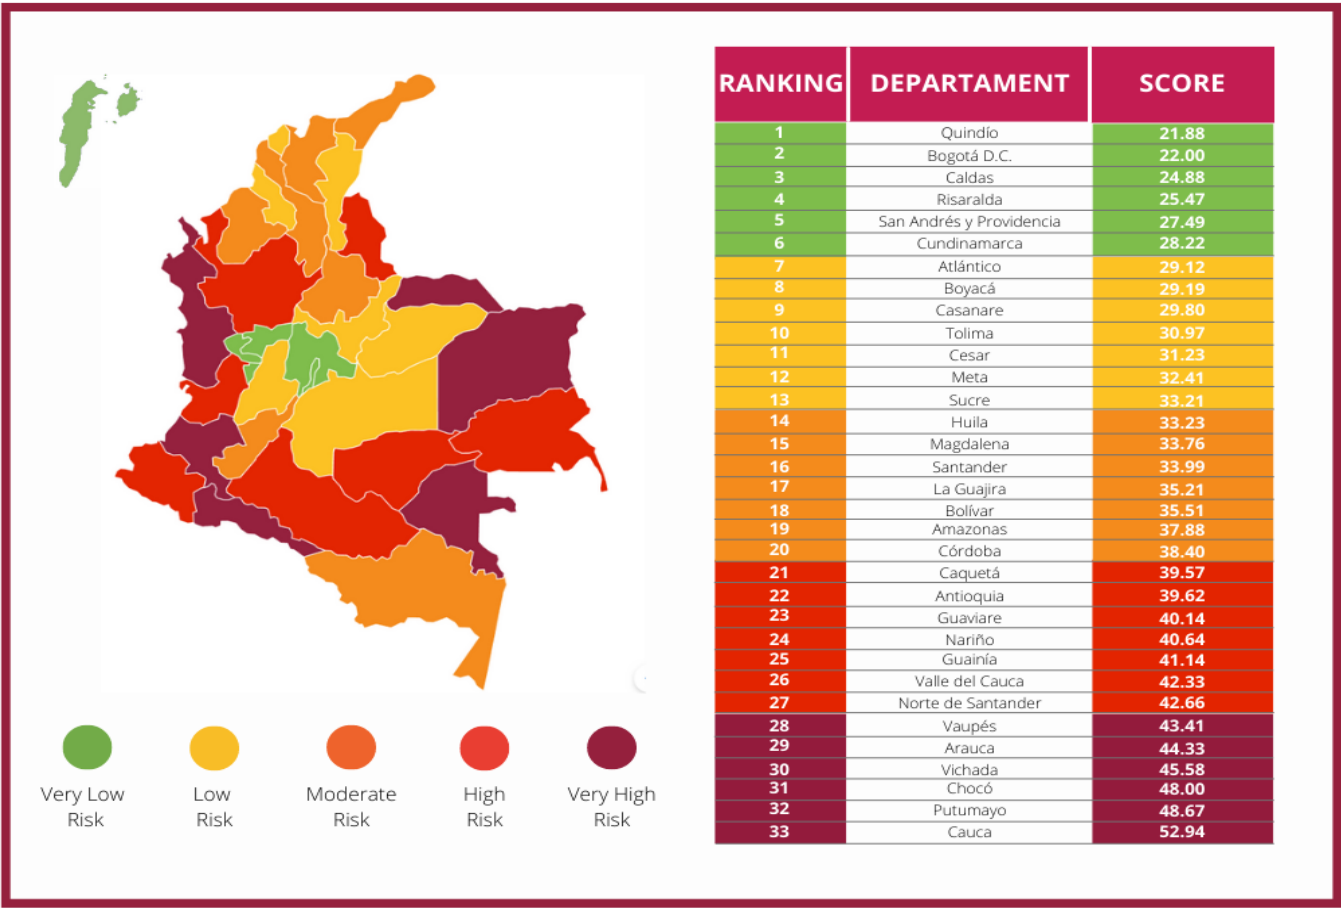 RANKING DEPARTAMENT SCORE
1 Quindío 21.88
2 Bogotá D.C. 22.00
3 Caldas 24.88
4 Risaralda 25.47
5 San Andrés y Providencia 27.49
6 Cundinamarca 28.22
7 Atlántico 29.12
8 Boyacá 29.19
9 Casanare 29.80
10 Tolima 30.97
11 Cesar 31.23
12 Meta 32.41
13 Sucre 33.21
14 Huila 33.23
15 Magdalena 33.76
16 Santander 33.99
17 La Guajira 35.21
18 Bolívar 35.51
19 Amazonas 37.88
20 Córdoba 38.40
21 Caquetá 39.57
22 Antioquia 39.62
23 Guaviare 40.14
24 Nariño 40.64
25 Guainía 41.14
26 Valle del Cauca 42.33
27 Norte de Santander 42.66
28 Vaupés 43.41
29 Arauca 44.33
30 Vichada 45.58
31 Chocó 48.00
32 Putumayo 48.67
33 Cauca 52.94
Very Low
Risk
Low
Risk
Moderate
Risk
High
Risk
Very High
Risk